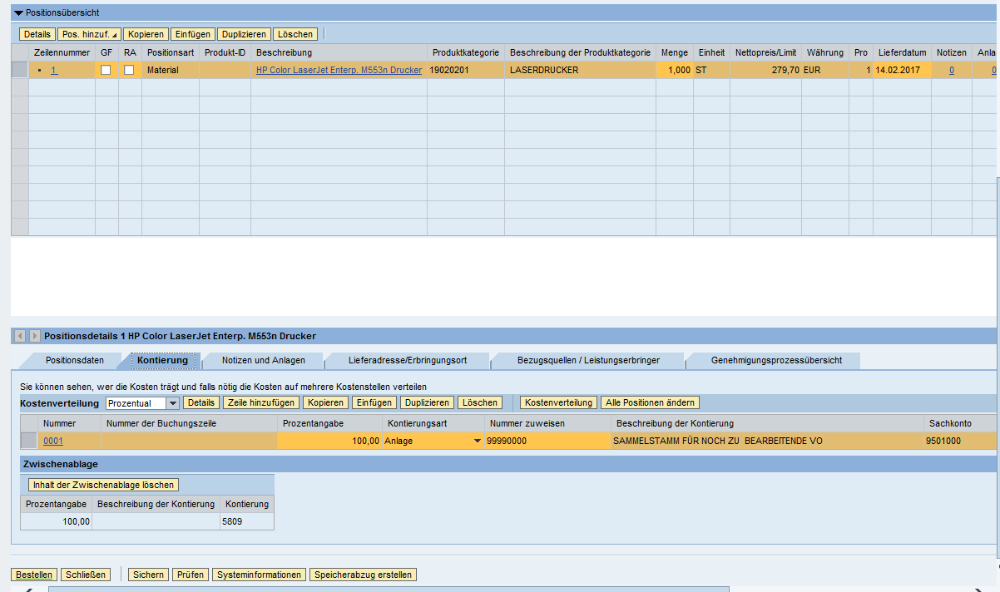 Positionsübersicht
Details Pos. hinzuf. Kopieren Einfügen Duplizieren Löschen
Zeilennummer GF RA Positionsart Produkt-ID Beschreibung Produktkategorie Beschreibung der Produktkategorie Menge Einheit Nettopreis/Limit Währung Pro Lieferdatum Notizen Anla
1 Material HP Color LaserJet Enterp. M553n Drucker 19020201 LASERDRUCKER 1,000 ST 279,70 EUR 1 14.02.2017 0 0
Positionsdetails 1 HP Color LaserJet Enterp. M553n Drucker
Positionsdaten Kontierung Notizen und Anlagen Lieferadresse/Erbringungsort Bezugsquellen / Leistungserbringer Genehmigungsprozessübersicht
Sie können sehen, wer die Kosten trägt und falls nötig die Kosten auf mehrere Kostenstellen verteilen
Kostenverteilung Prozentual Details Zeile hinzufügen Kopieren Einfügen Duplizieren Löschen Kostenverteilung Alle Positionen ändern
Nummer Nummer der Buchungszeile Prozentangabe Kontierungsart Nummer zuweisen Beschreibung der Kontierung Sachkonto
0001 100,00 Anlage 99990000 SAMMELSTAMM FÜR NOCH ZU BEARBEITENDE VO 9501000
Zwischenablage
Inhalt der Zwischenablage löschen
Prozentangabe Beschreibung der Kontierung Kontierung
100,00 5809
Bestellen Schließen Sichern Prüfen Systeminformationen Speicherabzug erstellen